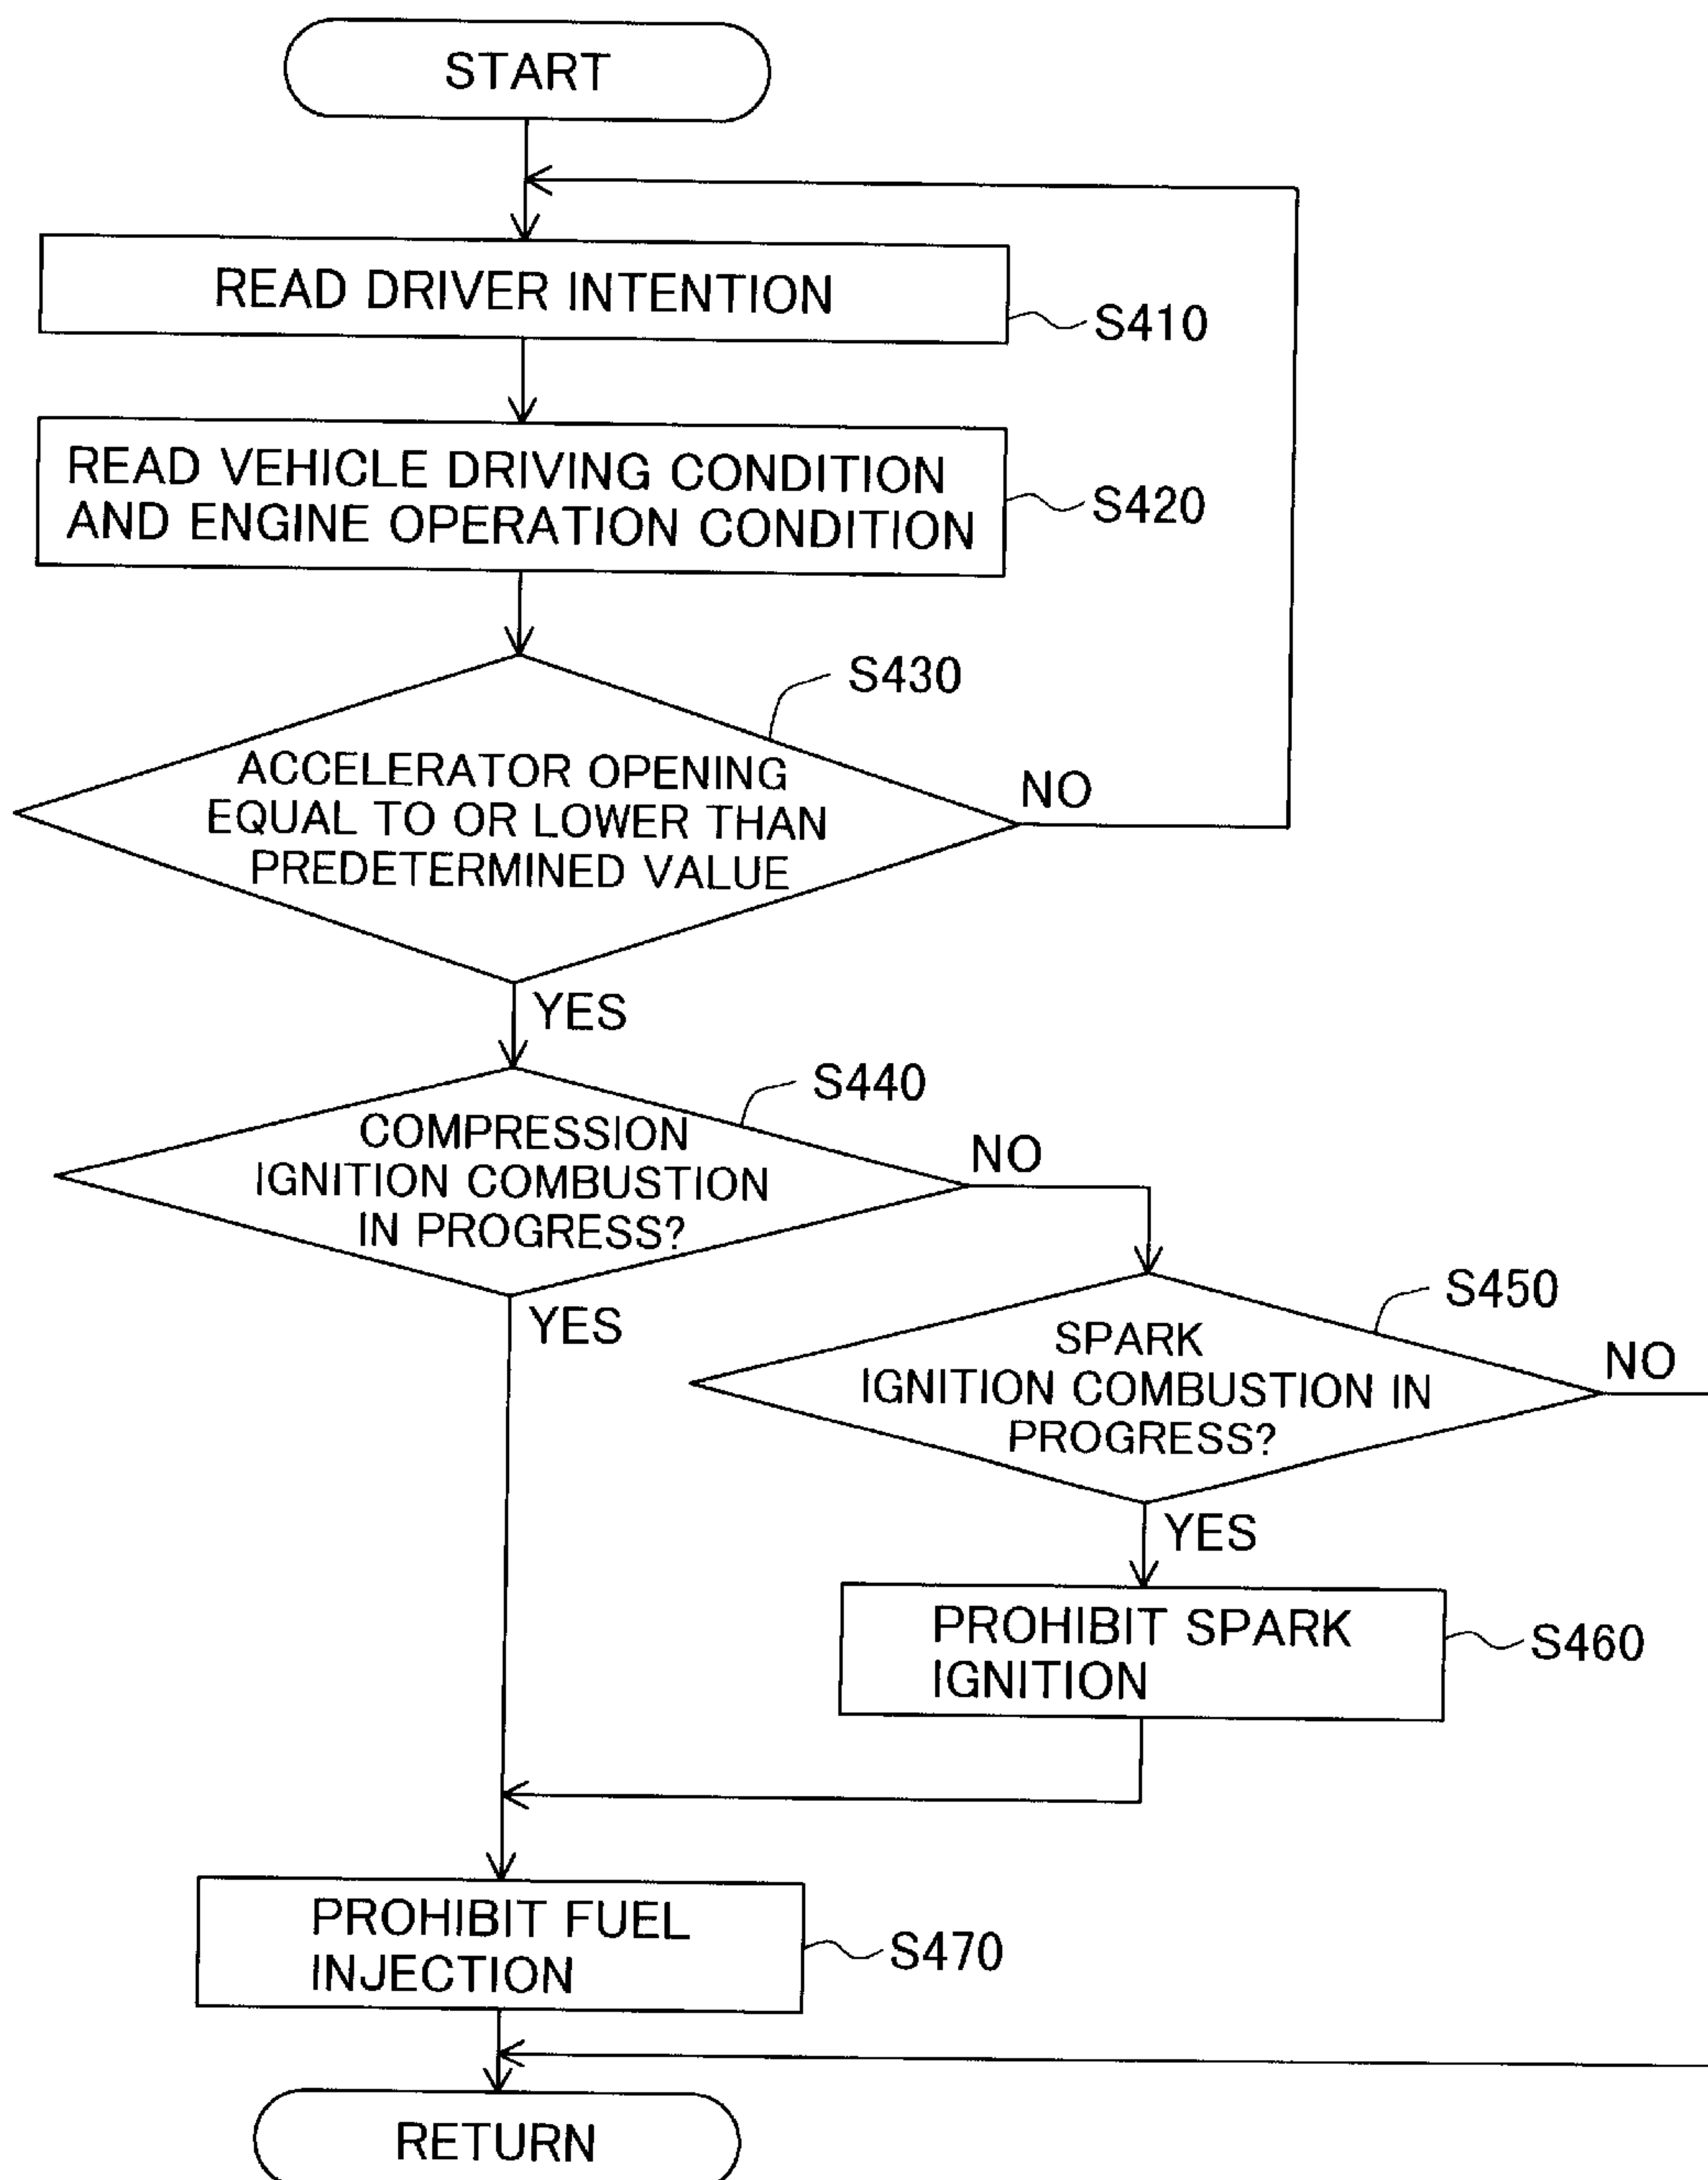 START
READ DRIVER INTENTION
S410
READ VEHICLE DRIVING CONDITION
AND ENGINE OPERATION CONDITION
S420
S430
ACCELERATOR OPENING
EQUAL TO OR LOWER THAN
PREDETERMINED VALUE
NO
YES
S440
COMPRESSION
IGNITION COMBUSTION
IN PROGRESS?
NO
YES
S450
SPARK
IGNITION COMBUSTION IN
PROGRESS?
NO
YES
PROHIBIT SPARK
IGNITION
S460
PROHIBIT FUEL
INJECTION
S470
RETURN